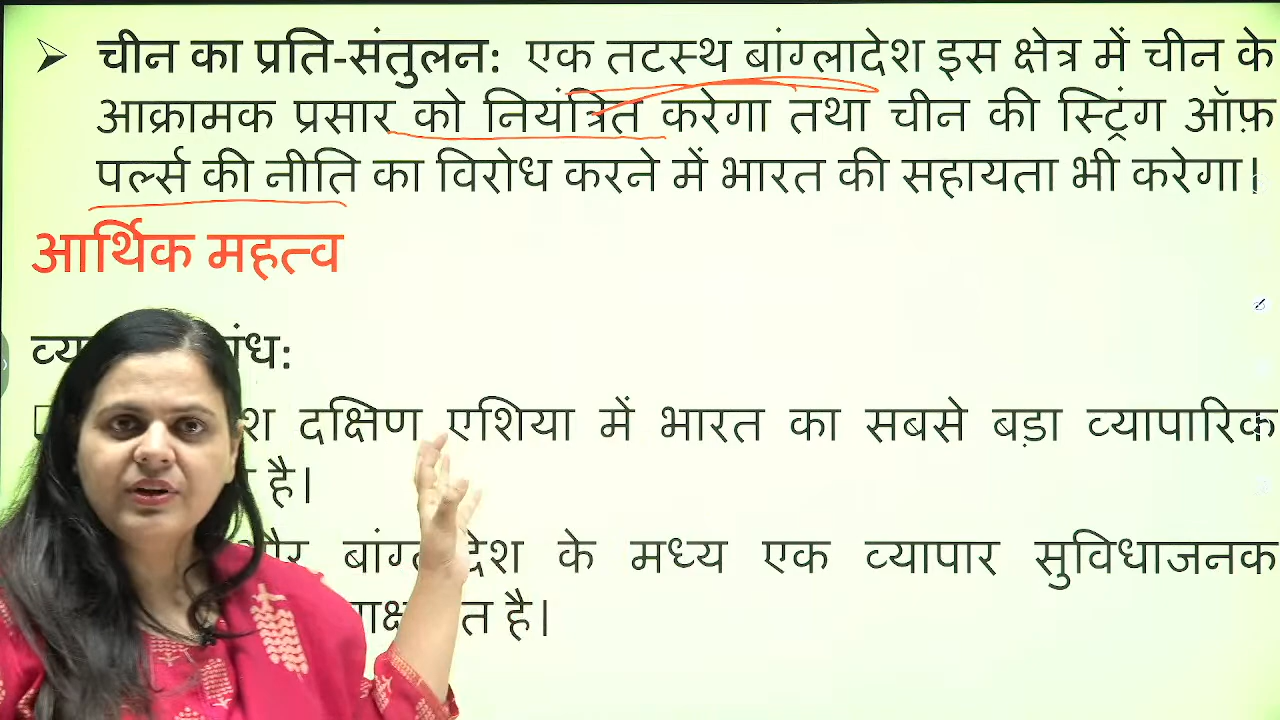 चीन का प्रति-संतुलन: एक तटस्थ बांग्लादेश इस क्षेत्र में चीन के
आक्रामक प्रसार को नियंत्रित करेगा तथा चीन की स्ट्रिंग ऑफ़
पर्ल्स की नीति का विरोध करने में भारत की सहायता भी करेगा।
आर्थिक महत्व
दक्षिण एशिया में भारत का सबसे बड़ा व्यापारिक
है।
और बांग्लादेश के मध्य एक व्यापार सुविधाजनक
है।